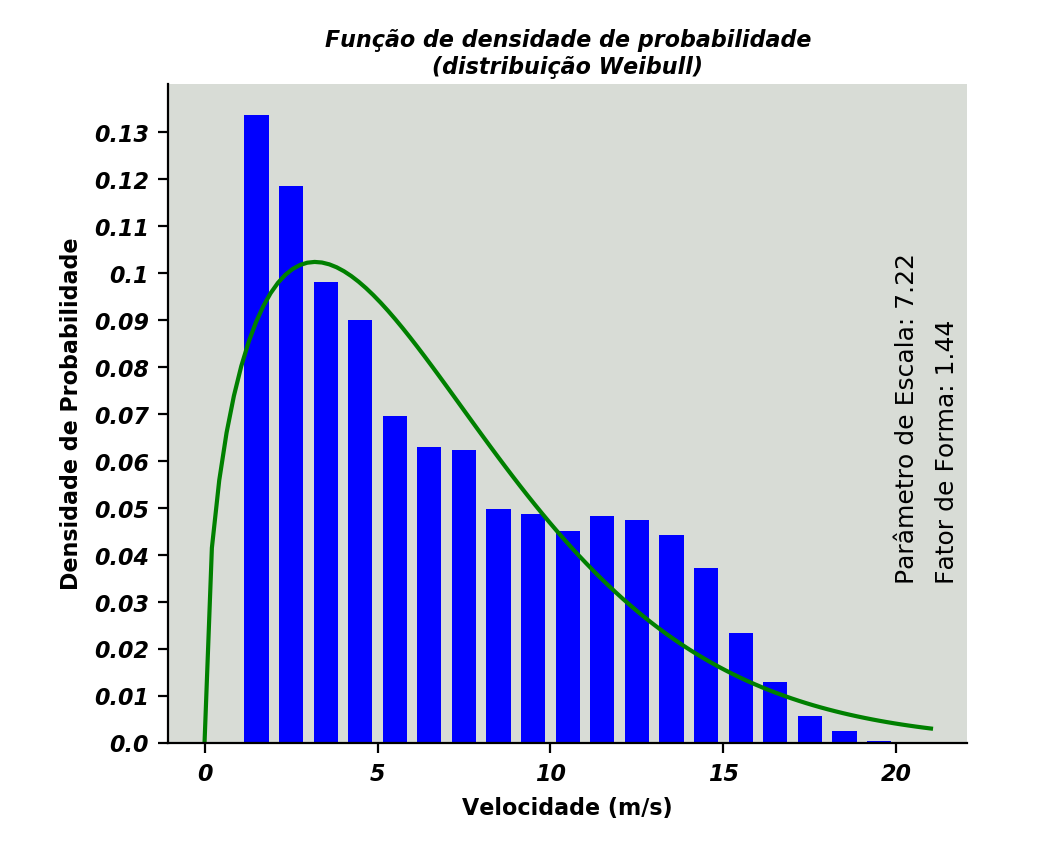 Função de densidade de probabilidade
(distribuição Weibull)
0.13
0.12
0.11
0.1
0.09
0.08
0.07
0.06
0.05
0.04
0.03
0.02
0.01
0.0
Densidade de Probabilidade
Parâmetro de Escala: 7.22
Fator de Forma: 1.44
0 5 10 15 20
Velocidade (m/s)